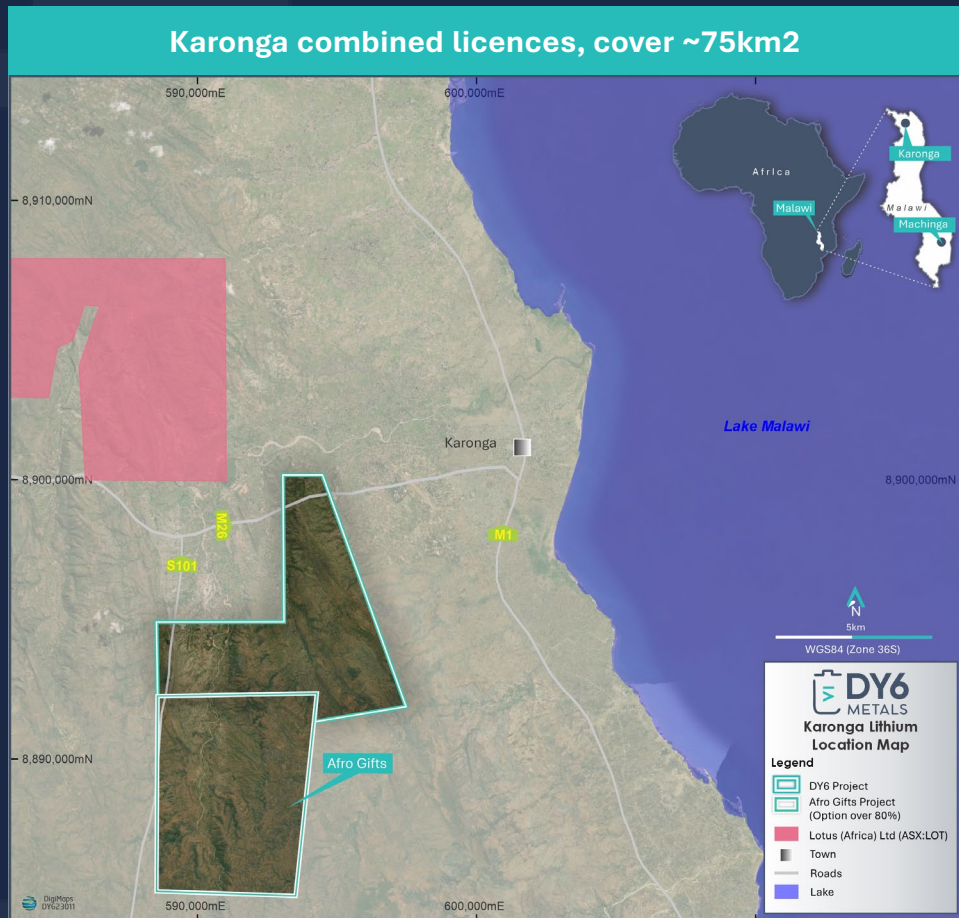 Karonga combined licences, cover ~75km2
590,000mE
600,000mE
8,910,000mN
Africa
Malawi
Karonga
Malawi
Machinga
Lake Malawi
Karonga
8,900,000mN
8,900,000mN
M26
M1
S101
N
5km
WGS84 (Zone 36S)
8,890,000mN
Afro Gifts
DY6
METALS
Karonga Lithium
Location Map
Legend
DY6 Project
Afro Gifts Project
(Option over 80%)
Lotus (Africa) Ltd (ASX:LOT)
Town
Roads
Lake
DigiMaps
DY623011
590,000mE
600,000mE